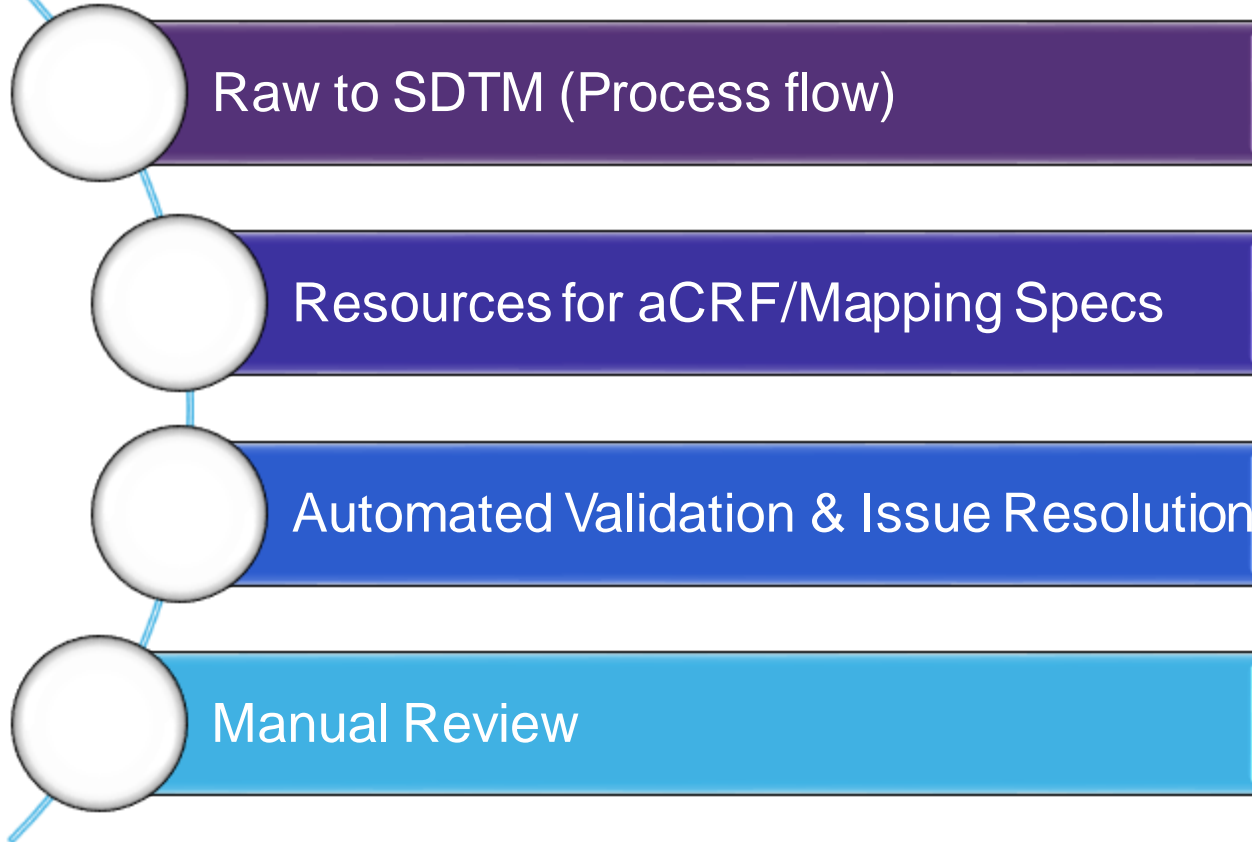 Raw to SDTM (Process flow)
Resources for aCRF/Mapping Specs
Automated Validation & Issue Resolution
Manual Review